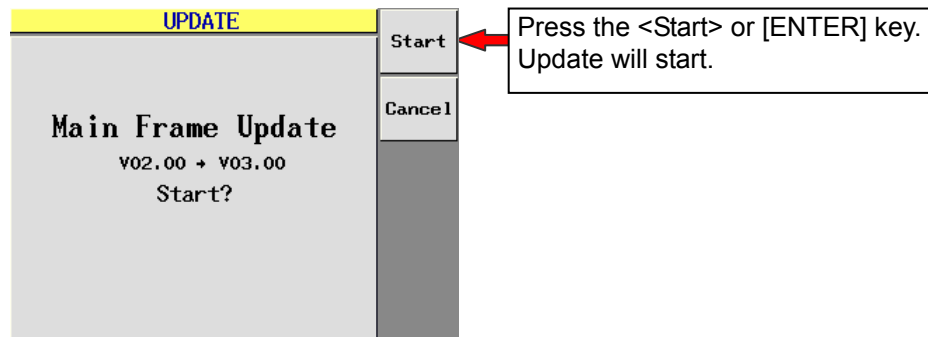 UPDATE
Start
Cancel
Main Frame Update
V02.00 → V03.00
Start?
Press the <Start> or [ENTER] key.
Update will start.